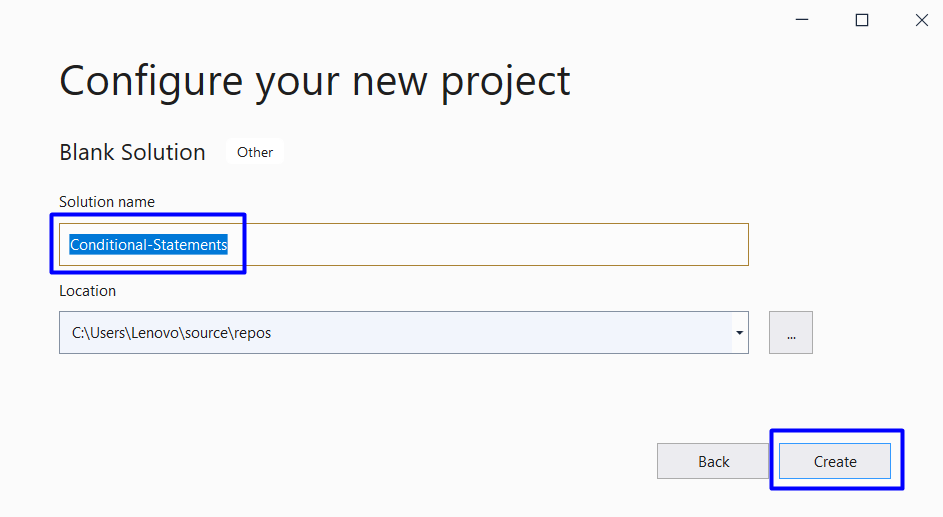 Configure your new project
Blank Solution Other
Solution name
Conditional-Statements
Location
C:\Users\Lenovo\source\repos
...
Back Create